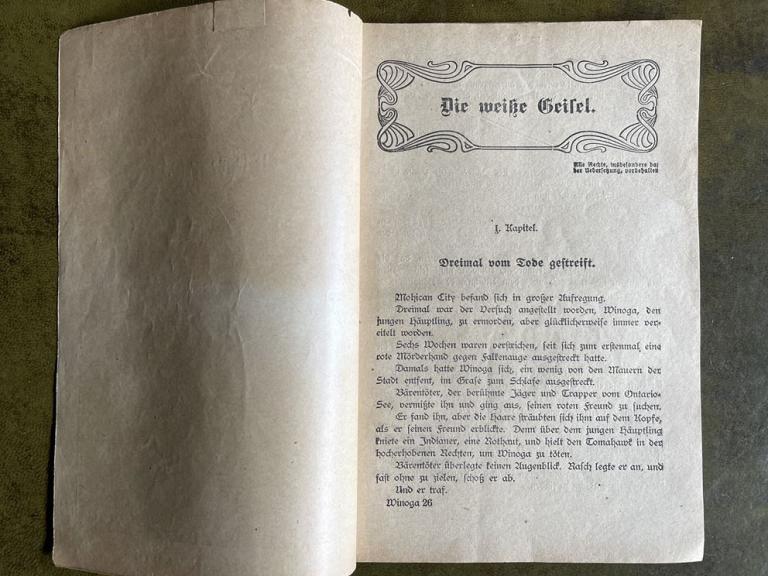 Die weiße Geisel.
Alle Rechte, insbesondere das
der Uebersetzung, vorbehalten
1. Kapitel.
Dreimal vom Tode gestreift.
Mohican City befand sich in großer Aufregung.
Dreimal war der Versuch angestellt worden, Winoga, den
jungen Häuptling, zu ermorden, aber glücklicherweise immer ver-
eitelt worden.
Sechs Wochen waren verstrichen, seit sich zum erstenmal eine
rote Mörderhand gegen Falkenauge ausgestreckt hatte.
Damals hatte Winoga sich, ein wenig von den Mauern der
Stadt entfent, im Grase zum Schlafe ausgestreckt.
Bärentöter, der berühmte Jäger und Trapper vom Ontario-
See, vermißte ihn und ging aus, seinen roten Freund zu suchen.
Er fand ihn, aber die Haare sträubten sich ihm auf dem Kopfe,
als er seinen Freund erblickte. Denn über dem jungen Häuptling
kniete ein Indianer, eine Rothaut, und hielt den Tomahawk in der
hocherhobenen Rechten, um Winoga zu töten.
Bärentöter überlegte keinen Augenblick. Rasch legte er an, und
fast ohne zu zielen, schoß er ab.
Und er traf.
Winoga 26